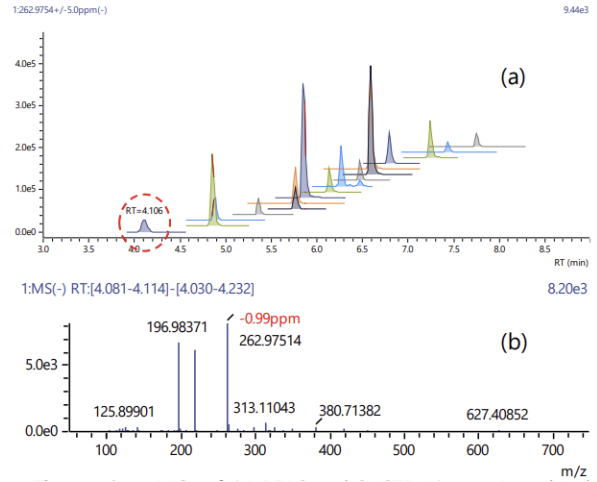 1:262.9754+/-5.0ppm(-) 9.44e3
(a)
4.0e5
3.0e5
2.0e5
1.0e5
0.0e0
RT=4.106
3.0 3.5 4.0 4.5 5.0 5.5 6.0 6.5 7.0 7.5 8.0 8.5
RT (min)
1:MS(-) RT:[4.081-4.114]-[4.030-4.232] 8.20e3
-0.99ppm
196.98371 262.97514 (b)
5.0e3
125.89901 313.11043 380.71382 627.40852
0.0e0
100 200 300 400 500 600 700
m/z